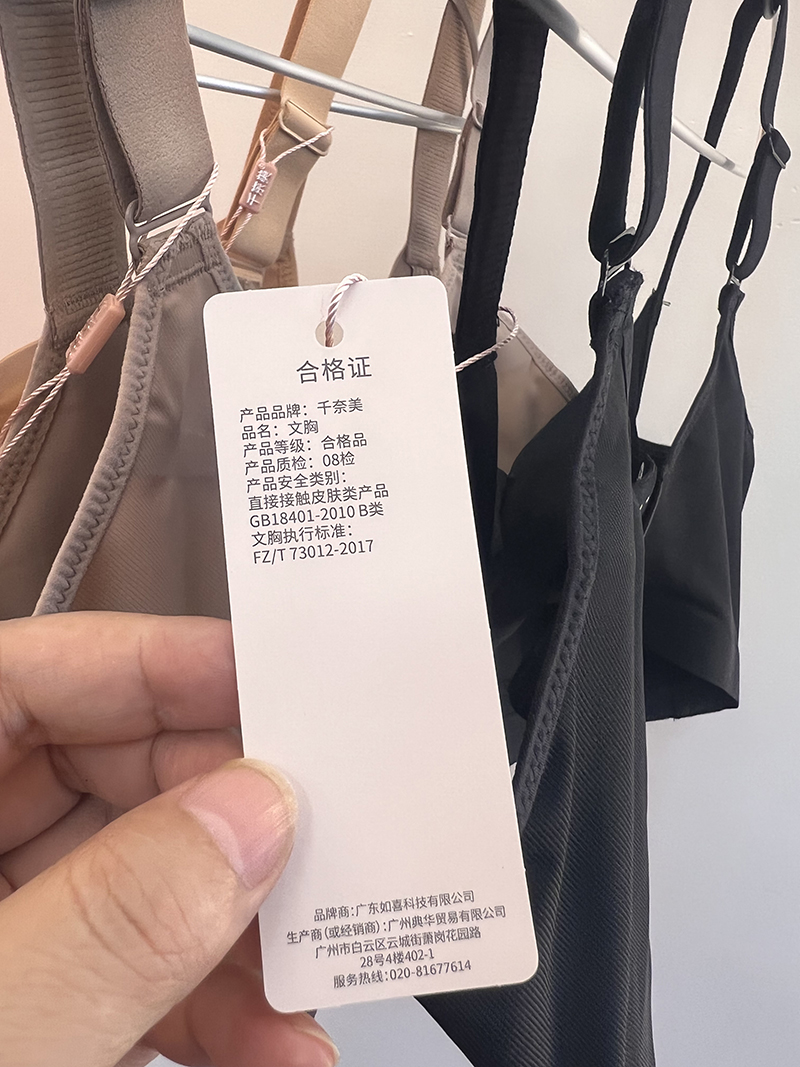 合格证
产品品牌：千奈美
品名：文胸
产品等级：合格品
产品质检：08检
产品安全类别：
直接接触皮肤类产品
GB18401-2010 B类
文胸执行标准：
FZ/T 73012-2017
品牌商：广东如喜科技有限公司
生产商（或经销商）：广州典华贸易有限公司
广州市白云区云城街萧岗花园路
28号4楼402-1
服务热线：020-81677614